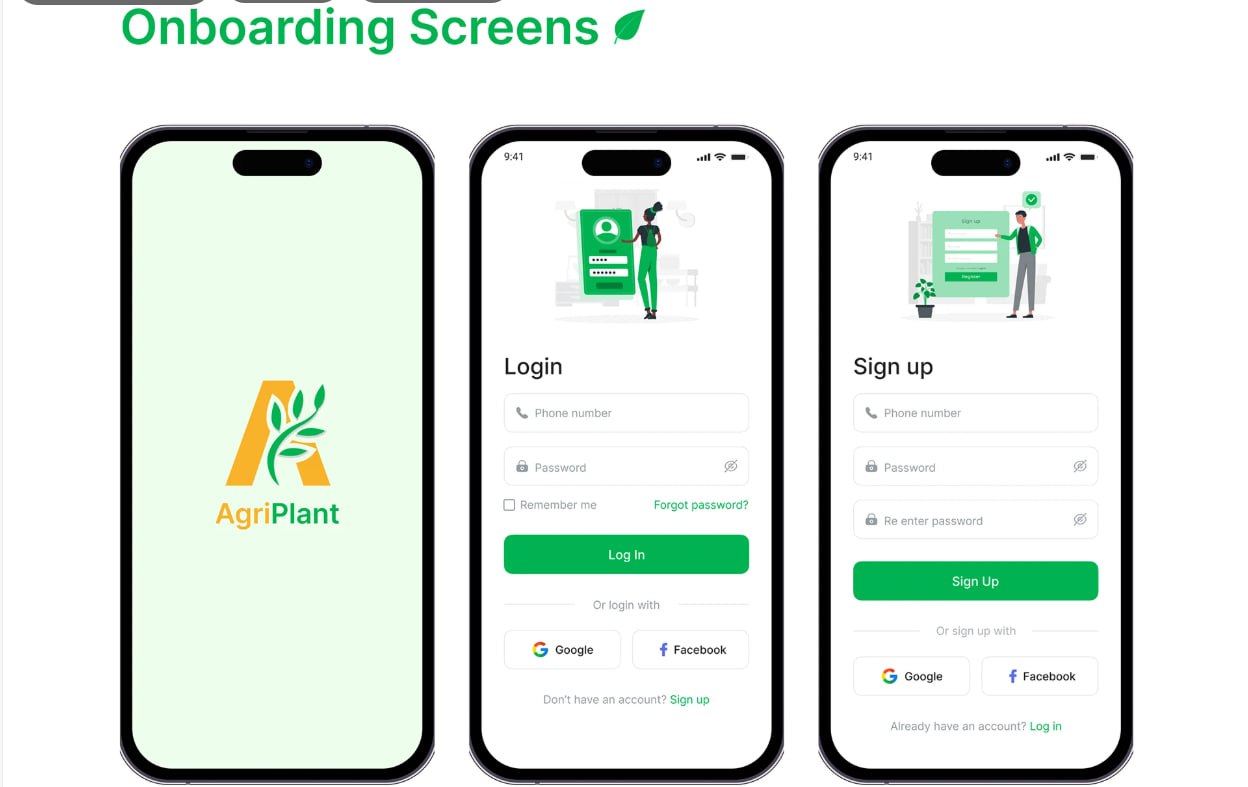 Onboarding Screens
AgriPlant
9:41
Login
Phone number
Password
Remember me
Forgot password?
Log In
Or login with
Google
Facebook
Don't have an account? Sign up
9:41
Sign up
Register
Sign up
Phone number
Password
Re enter password
Sign Up
Or sign up with
Google
Facebook
Already have an account? Log in